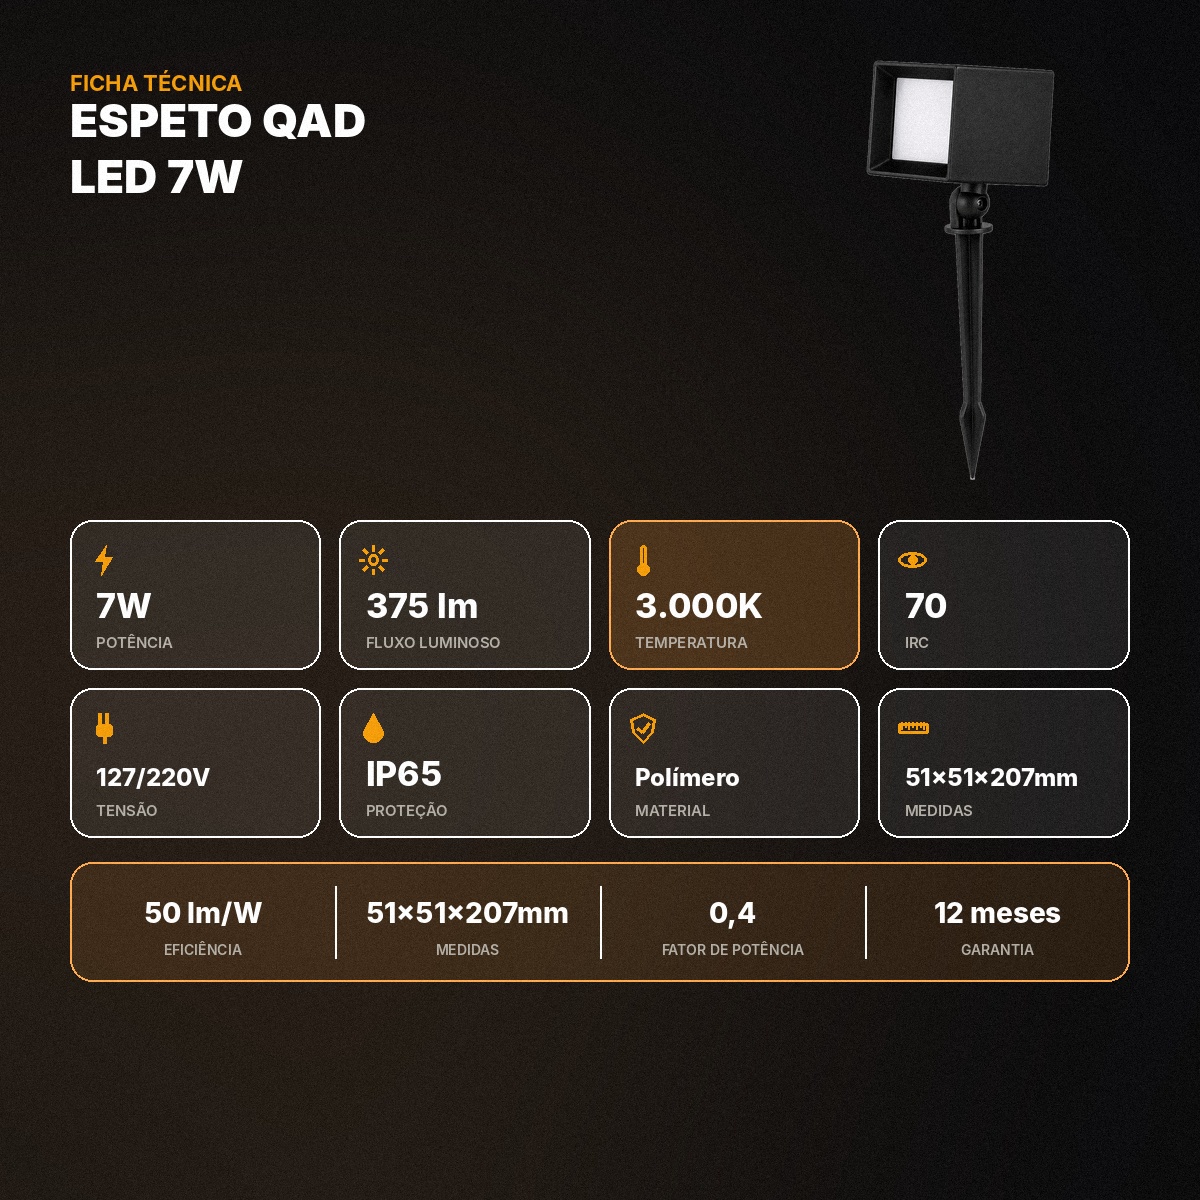 FICHA TÉCNICA
ESPETO QAD
LED 7W
7W
POTÊNCIA
375 lm
FLUXO LUMINOSO
3.000K
TEMPERATURA
70
IRC
127/220V
TENSÃO
IP65
PROTEÇÃO
Polímero
MATERIAL
51×51×207mm
MEDIDAS
50 lm/W
EFICIÊNCIA
51×51×207mm
MEDIDAS
0,4
FATOR DE POTÊNCIA
12 meses
GARANTIA